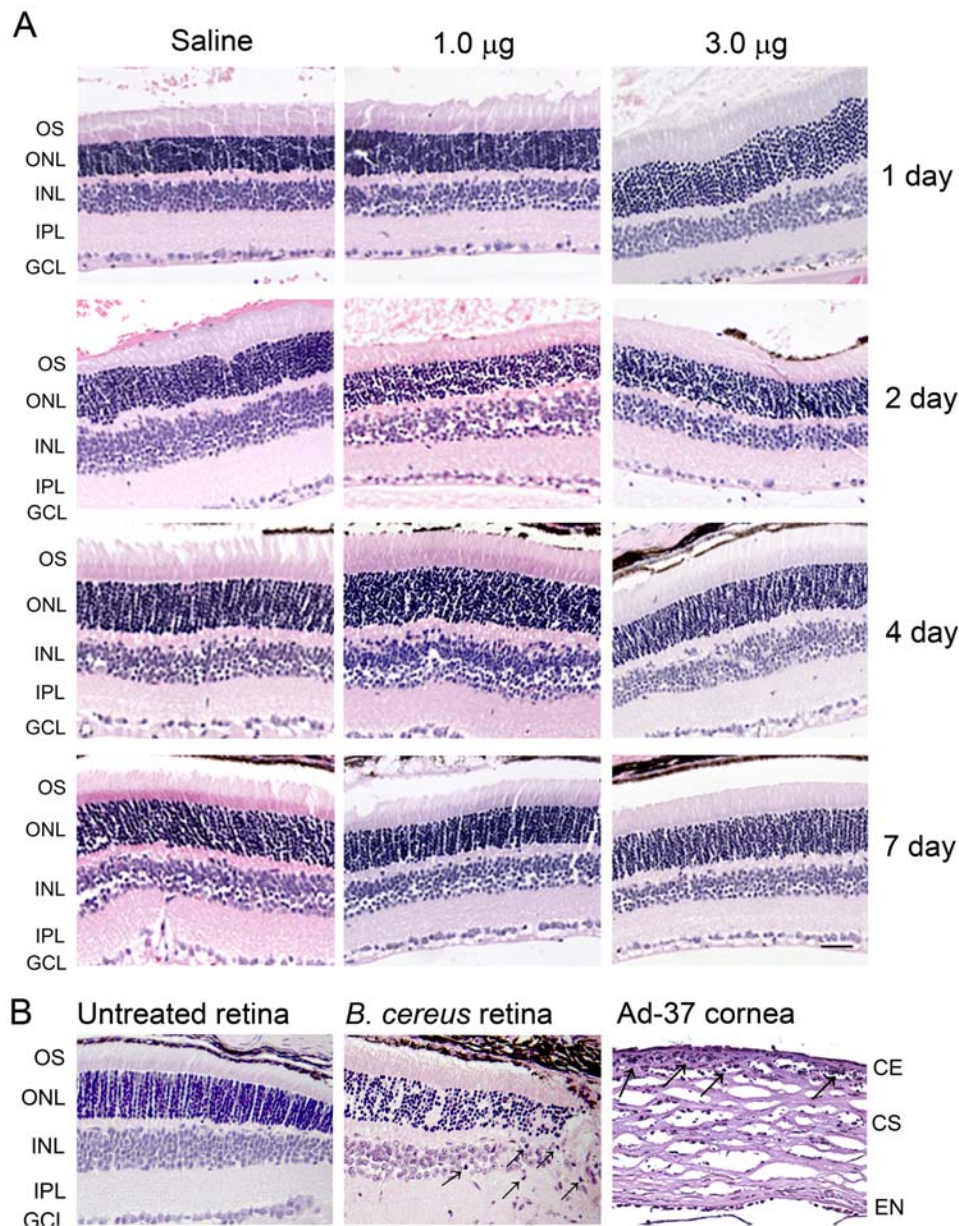 A
Saline 1.0 μg 3.0 μg
OS
ONL
INL
IPL
GCL
1 day
OS
ONL
INL
IPL
GCL
2 day
OS
ONL
INL
IPL
GCL
4 day
OS
ONL
INL
IPL
GCL
7 day
B Untreated retina B. cereus retina Ad-37 cornea
OS
ONL
INL
IPL
GCL
CE
CS
EN